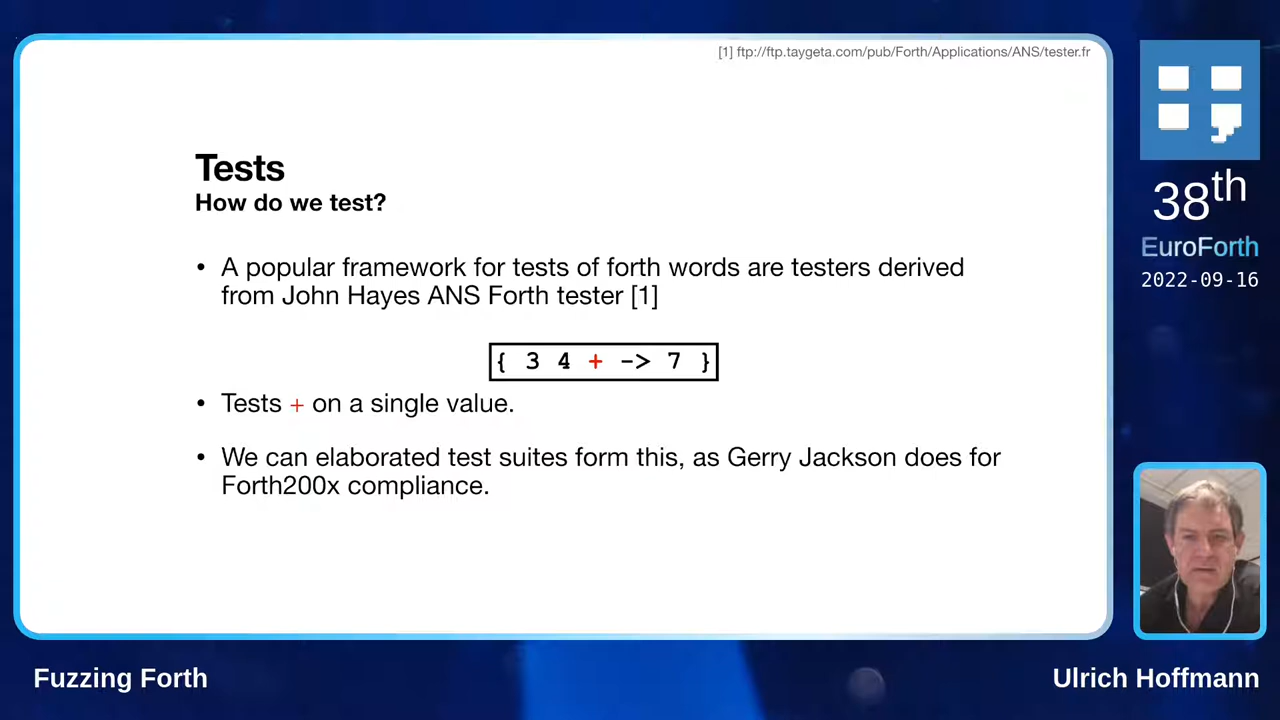 [1] ftp://ftp.taygeta.com/pub/Forth/Applications/ANS/tester.fr
Tests
How do we test?
• A popular framework for tests of forth words are testers derived
from John Hayes ANS Forth tester [1]
{ 3 4 + -> 7 }
• Tests + on a single value.
• We can elaborated test suites form this, as Gerry Jackson does for
Forth200x compliance.
38th
EuroForth
2022-09-16
Fuzzing Forth
Ulrich Hoffmann